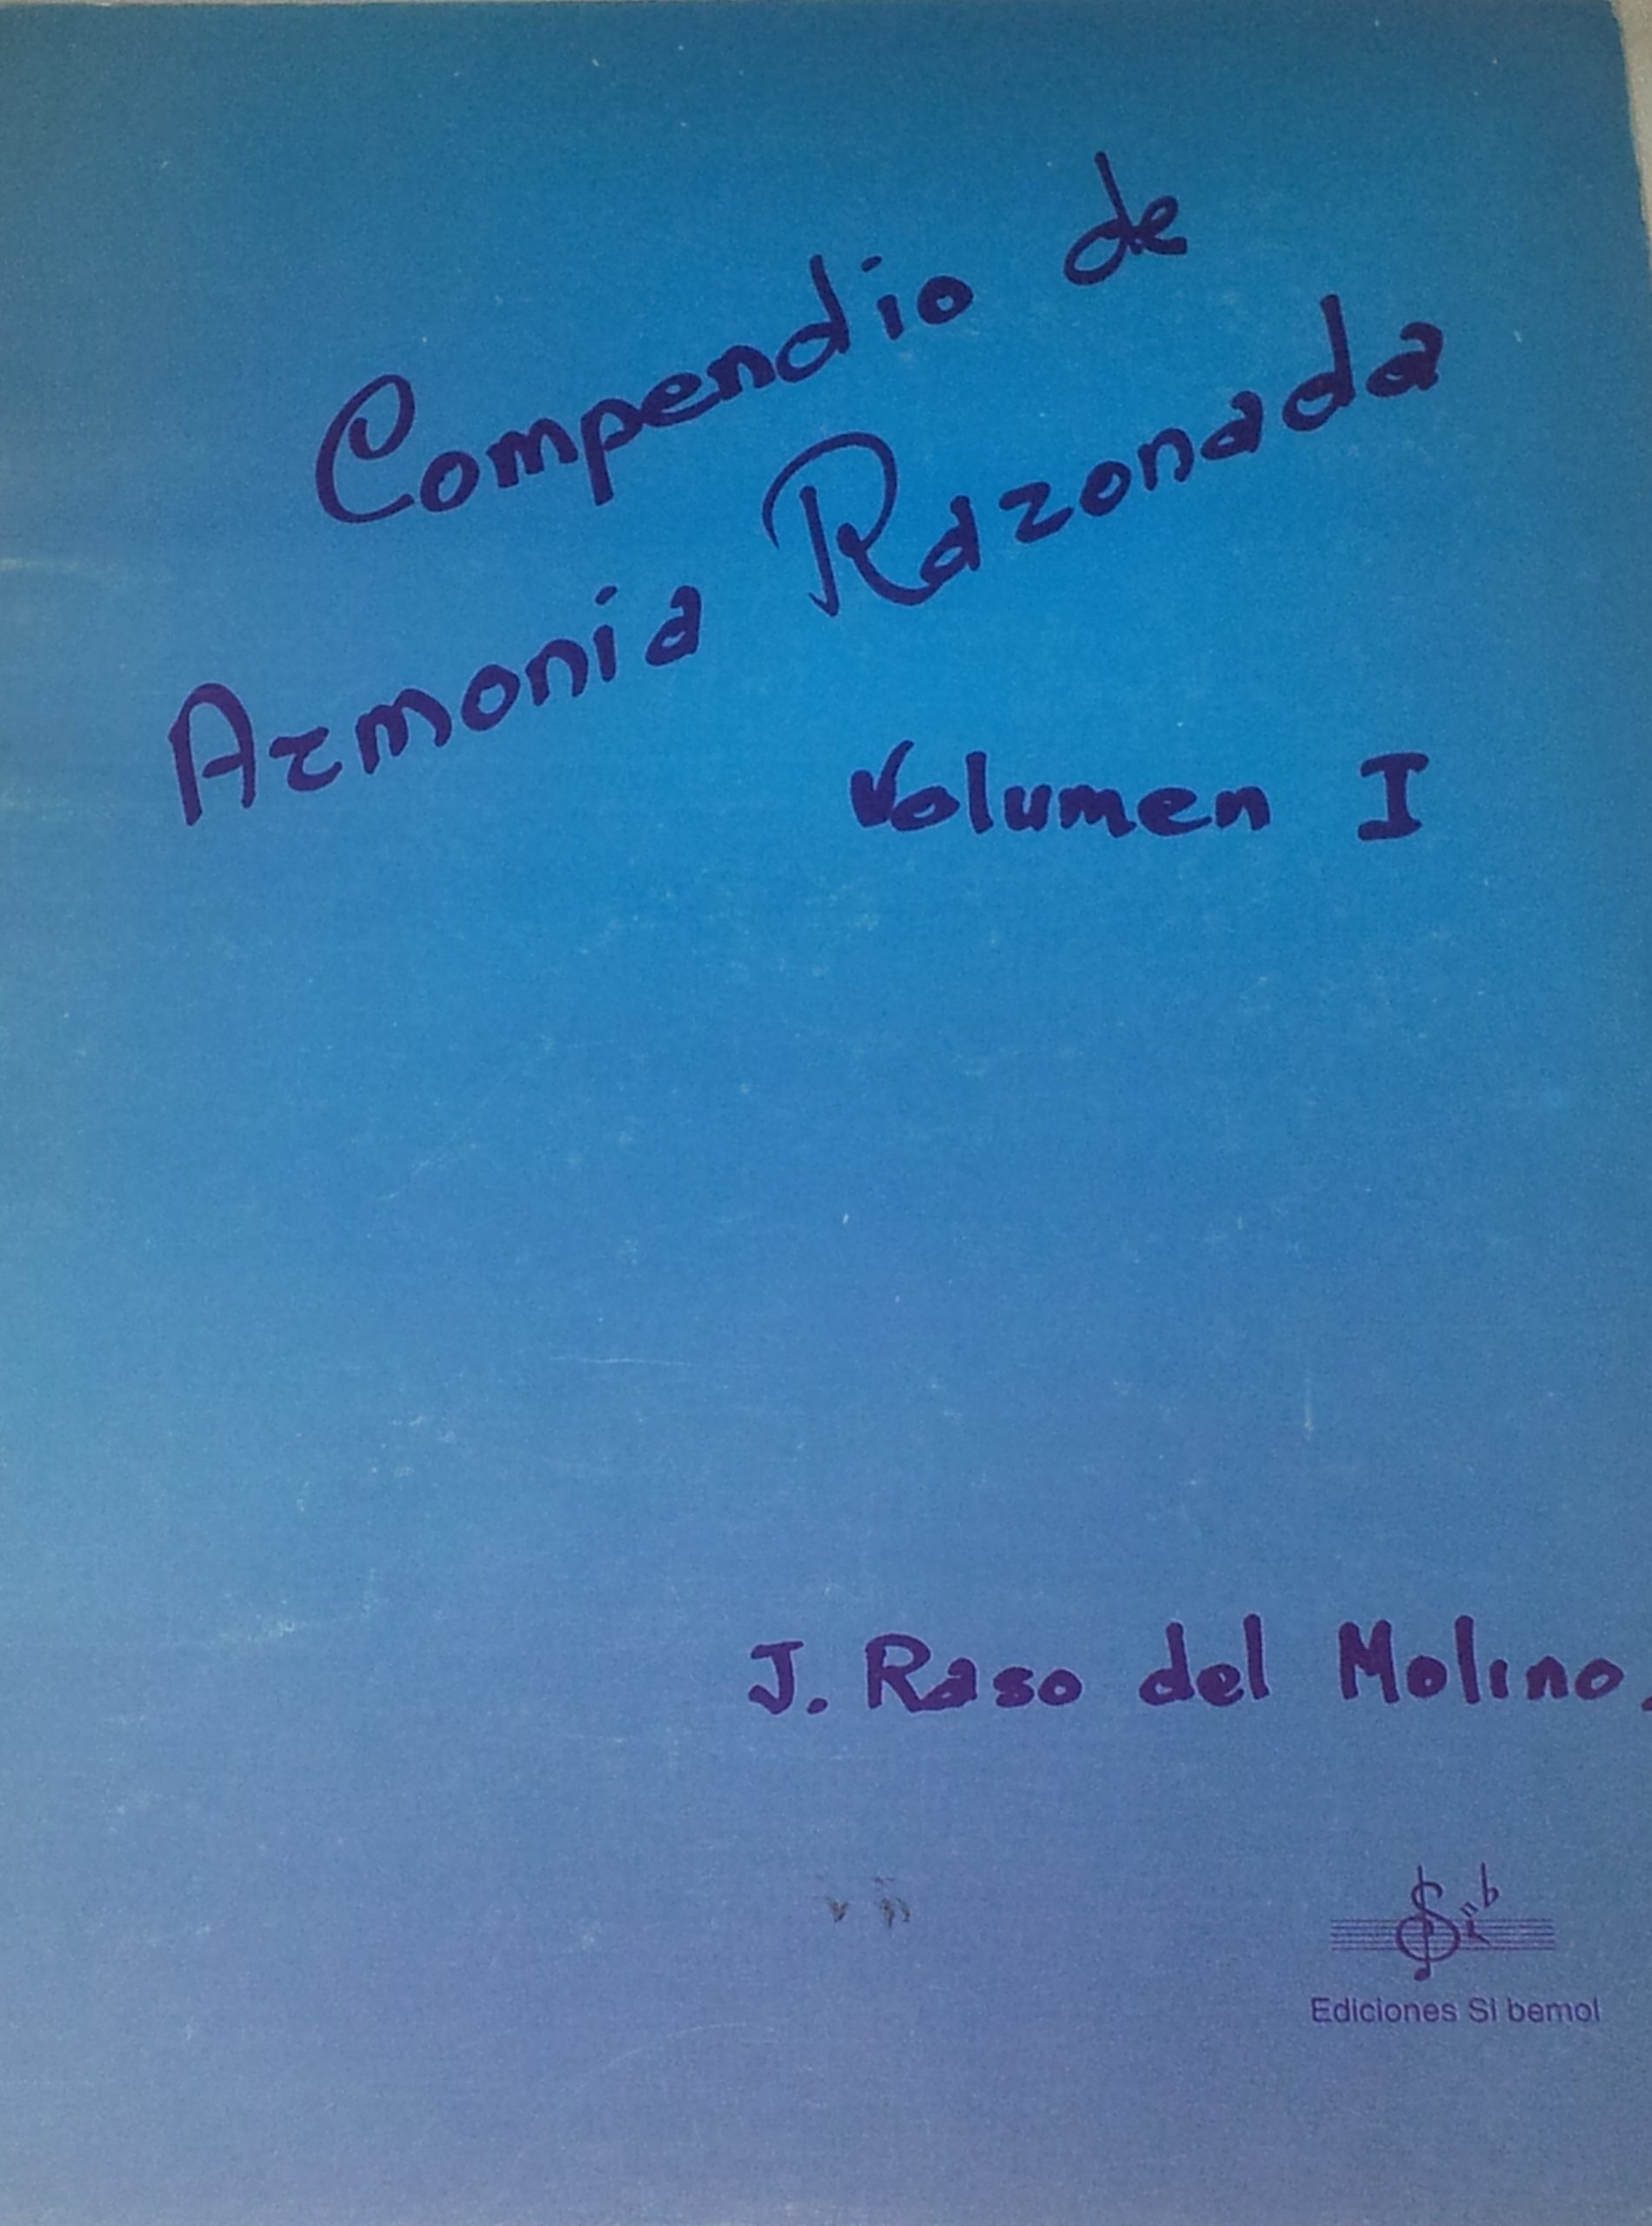 Compendio de
Armonia Razonada
Volumen I
J. Raso del Molino.
Ediciones Si bemol